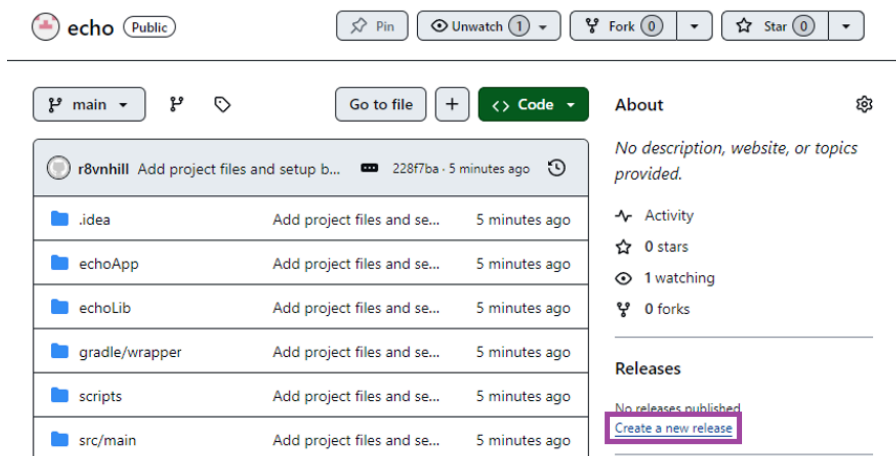 echo Public Pin Unwatch 1 Fork 0 Star 0
main Go to file + <> Code
r8vnhill Add project files and setup b... 228f7ba · 5 minutes ago
.idea Add project files and se... 5 minutes ago
echoApp Add project files and se... 5 minutes ago
echoLib Add project files and se... 5 minutes ago
gradle/wrapper Add project files and se... 5 minutes ago
scripts Add project files and se... 5 minutes ago
src/main Add project files and se... 5 minutes ago
About
No description, website, or topics
provided.
Activity
0 stars
1 watching
0 forks
Releases
No releases published
Create a new release